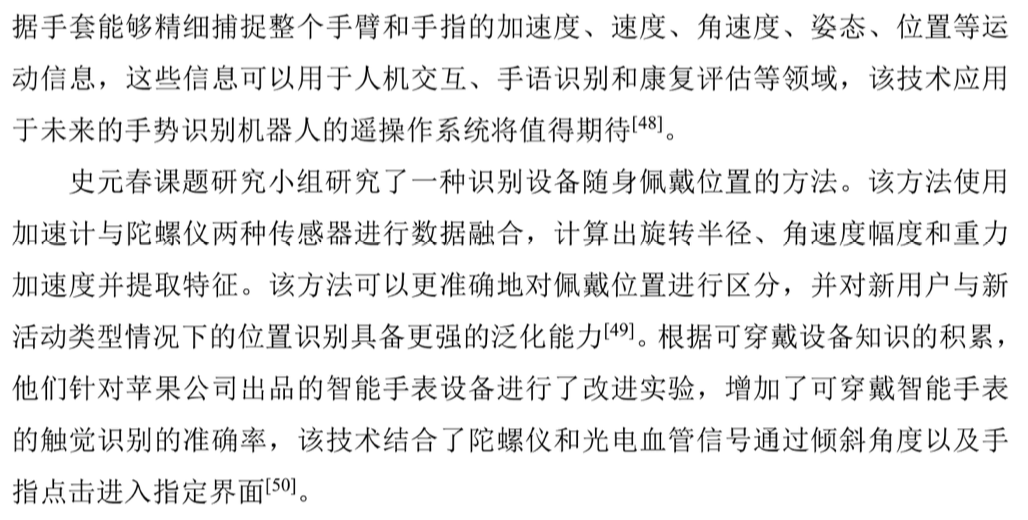 据手套能够精细捕捉整个手臂和手指的加速度、速度、角速度、姿态、位置等运
动信息，这些信息可以用于人机交互、手语识别和康复评估等领域，该技术应用
于未来的手势识别机器人的遥操作系统将值得期待[48]。
史元春课题研究小组研究了一种识别设备随身佩戴位置的方法。该方法使用
加速计与陀螺仪两种传感器进行数据融合，计算出旋转半径、角速度幅度和重力
加速度并提取特征。该方法可以更准确地对佩戴位置进行区分，并对新用户与新
活动类型情况下的位置识别具备更强的泛化能力[49]。根据可穿戴设备知识的积累，
他们针对苹果公司出品的智能手表设备进行了改进实验，增加了可穿戴智能手表
的触觉识别的准确率，该技术结合了陀螺仪和光电血管信号通过倾斜角度以及手
指点击进入指定界面[50]。